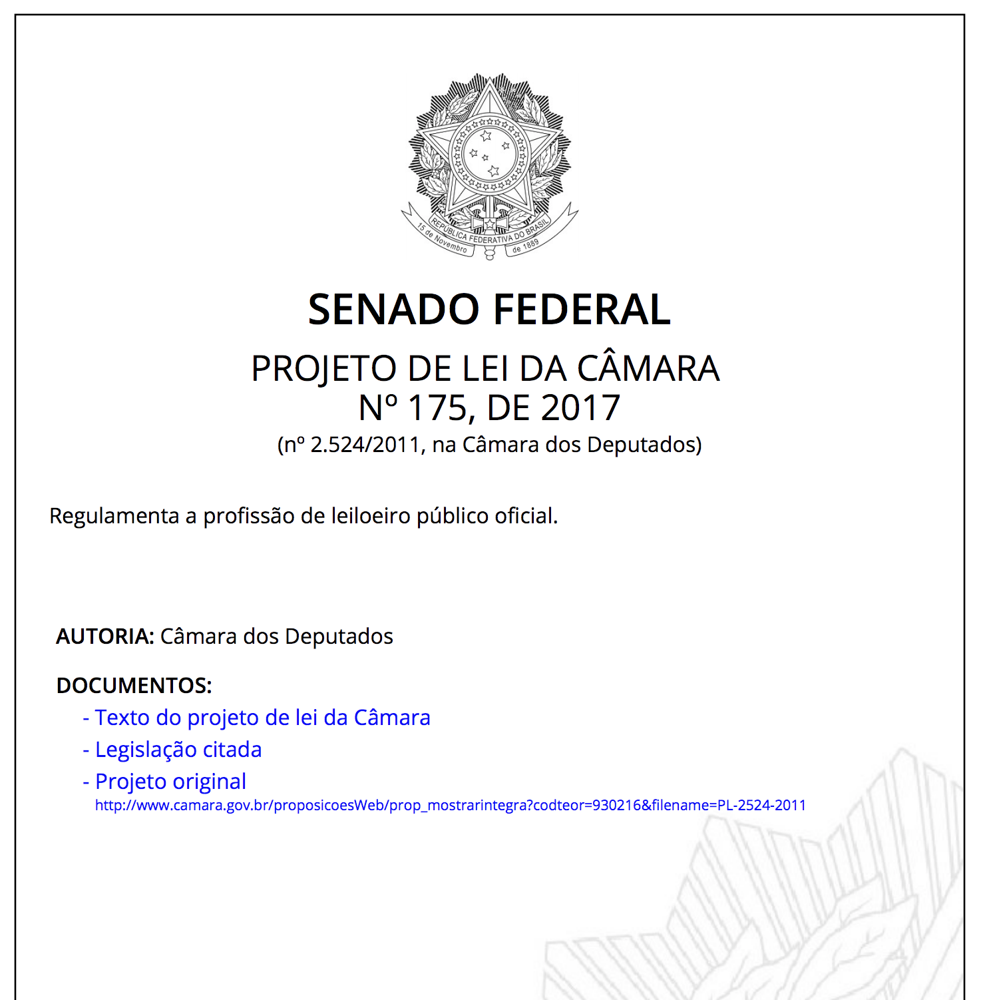 REPÚBLICA FEDERATIVA DO BRASIL
15 de Novembro de 1889
SENADO FEDERAL
PROJETO DE LEI DA CÂMARA
Nº 175, DE 2017
(nº 2.524/2011, na Câmara dos Deputados)
Regulamenta a profissão de leiloeiro público oficial.
AUTORIA: Câmara dos Deputados
DOCUMENTOS:
- Texto do projeto de lei da Câmara
- Legislação citada
- Projeto original
http://www.camara.gov.br/proposicoesWeb/prop_mostrarintegra?codteor=930216&filename=PL-2524-2011